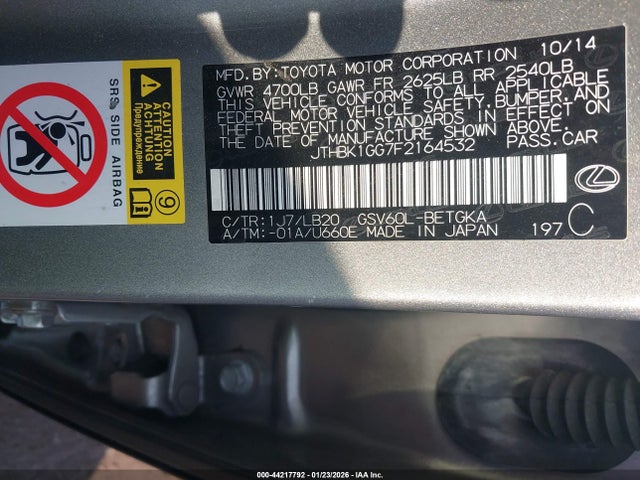 MFD. BY: TOYOTA MOTOR CORPORATION 10/14
GVWR 4700LB GAWR FR 2625LB RR 2540LB
THIS VEHICLE CONFORMS TO ALL APPLICABLE
FEDERAL MOTOR VEHICLE SAFETY, BUMPER, AND
THEFT PREVENTION STANDARDS IN EFFECT ON
THE DATE OF MANUFACTURE SHOWN ABOVE.
JTHBK1GG7F2164532 PASS. CAR
C/TR: 1J7/LB20 GSV60L-BETGKA
A/TM: -01A/U660E MADE IN JAPAN 197 C
SRS SIDE AIRBAG
WARNING
ACHTUNG
ATTENTION
Предупреждение
9
000-44217792 - 01/23/2026 - IAA Inc.